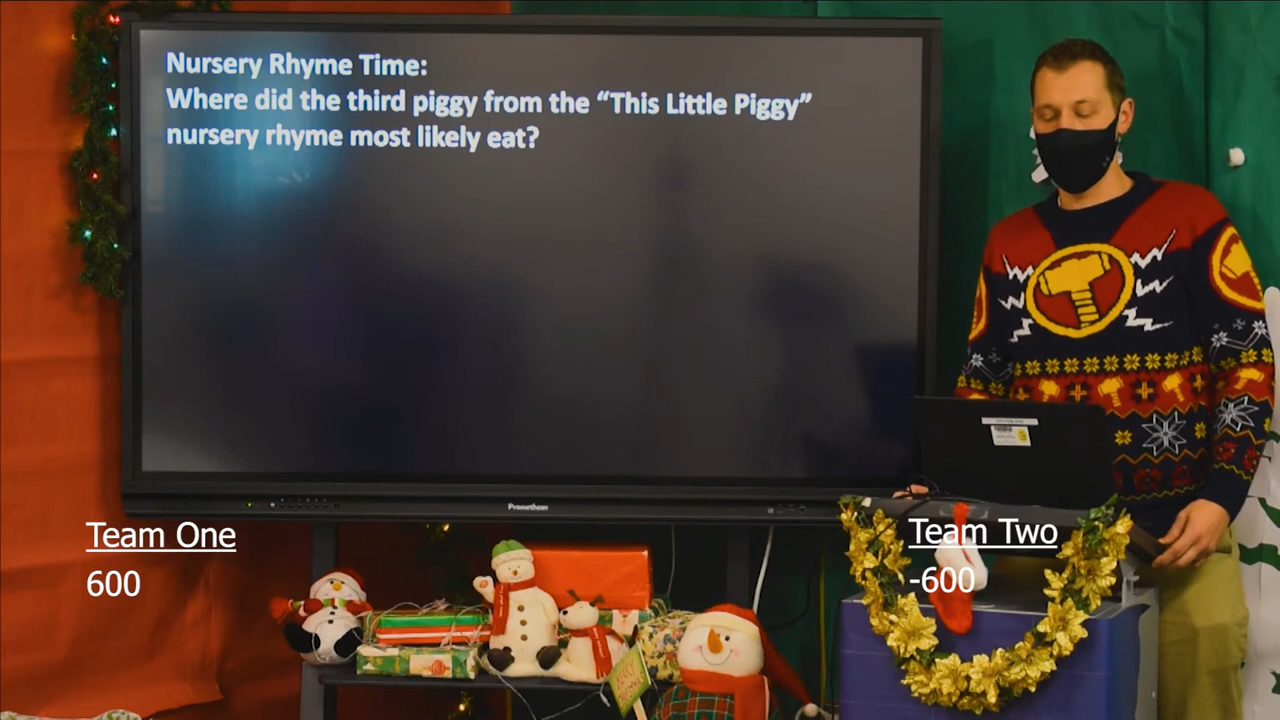 Nursery Rhyme Time:
Where did the third piggy from the “This Little Piggy”
nursery rhyme most likely eat?
Promethean
Team One
600
Team Two
-600